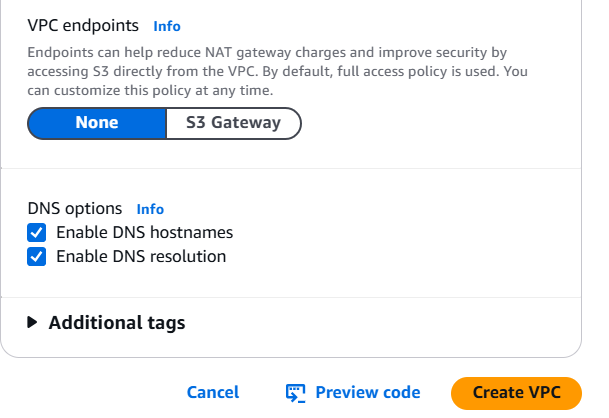 VPC endpoints Info
Endpoints can help reduce NAT gateway charges and improve security by
accessing S3 directly from the VPC. By default, full access policy is used. You
can customize this policy at any time.
None S3 Gateway
DNS options Info
Enable DNS hostnames
Enable DNS resolution
Additional tags
Cancel Preview code Create VPC